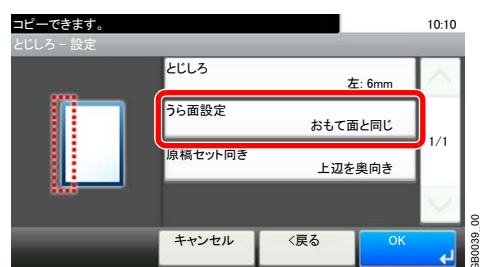 コピーできます。 10:10
とじしろ - 設定
とじしろ
左: 6mm
うら面設定
おもて面と同じ
1/1
原稿セット向き
上辺を奥向き
キャンセル <戻る OK
GB0039_00